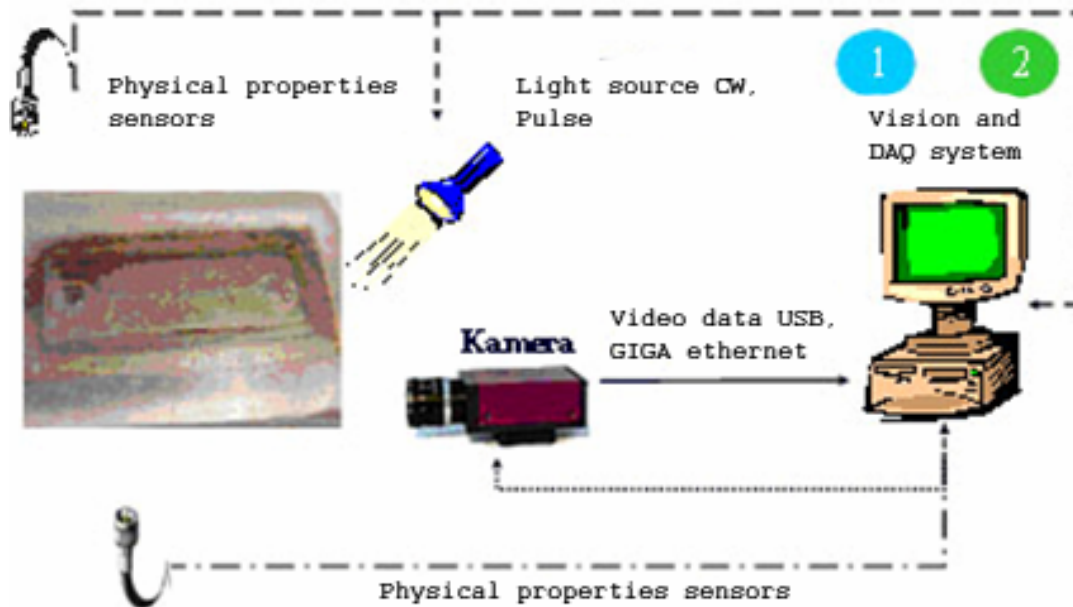 1
2
Physical properties
sensors
Light source CW,
Pulse
Vision and
DAQ system
Video data USB,
GIGA ethernet
Kamera
Physical properties sensors